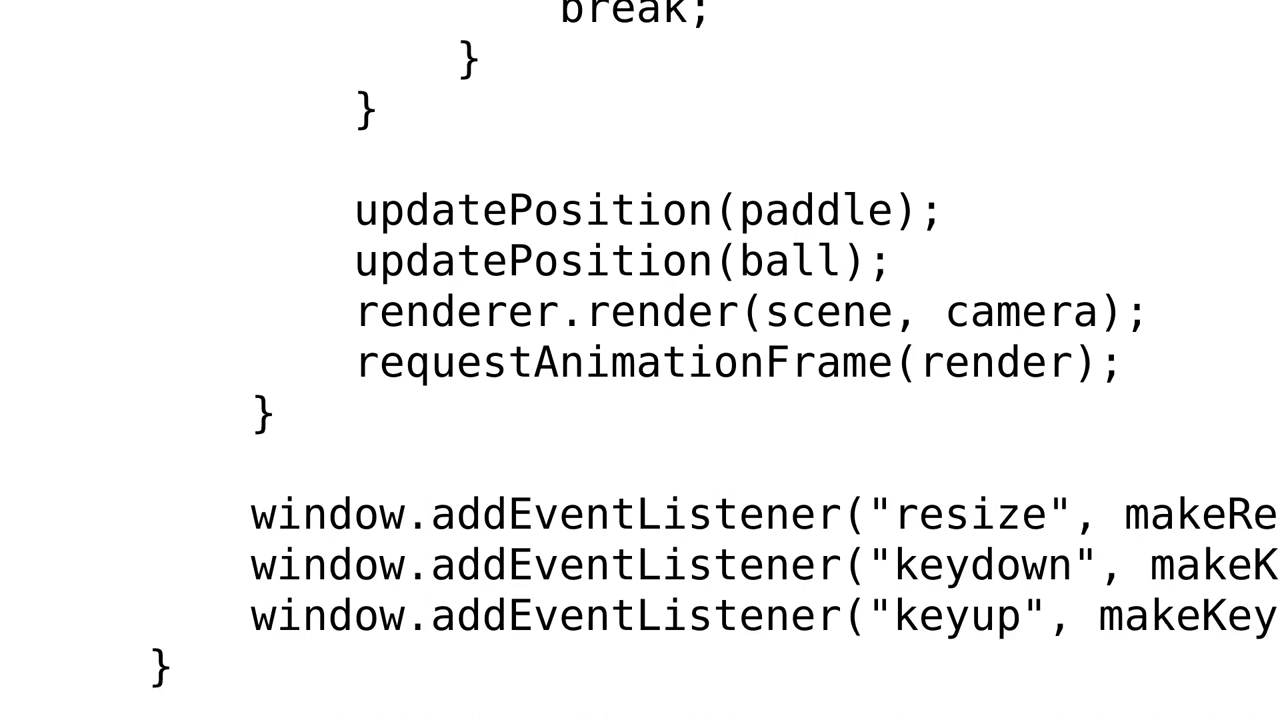 break;
}
}
updatePosition(paddle);
updatePosition(ball);
renderer.render(scene, camera);
requestAnimationFrame(render);
}
window.addEventListener("resize", makeRe
window.addEventListener("keydown", makeK
window.addEventListener("keyup", makeKey
}